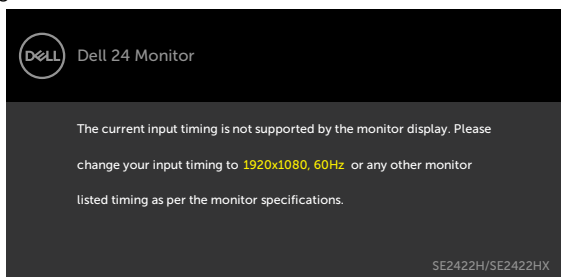 DELL
Dell 24 Monitor
The current input timing is not supported by the monitor display. Please
change your input timing to 1920x1080, 60Hz or any other monitor
listed timing as per the monitor specifications.
SE2422H/SE2422HX